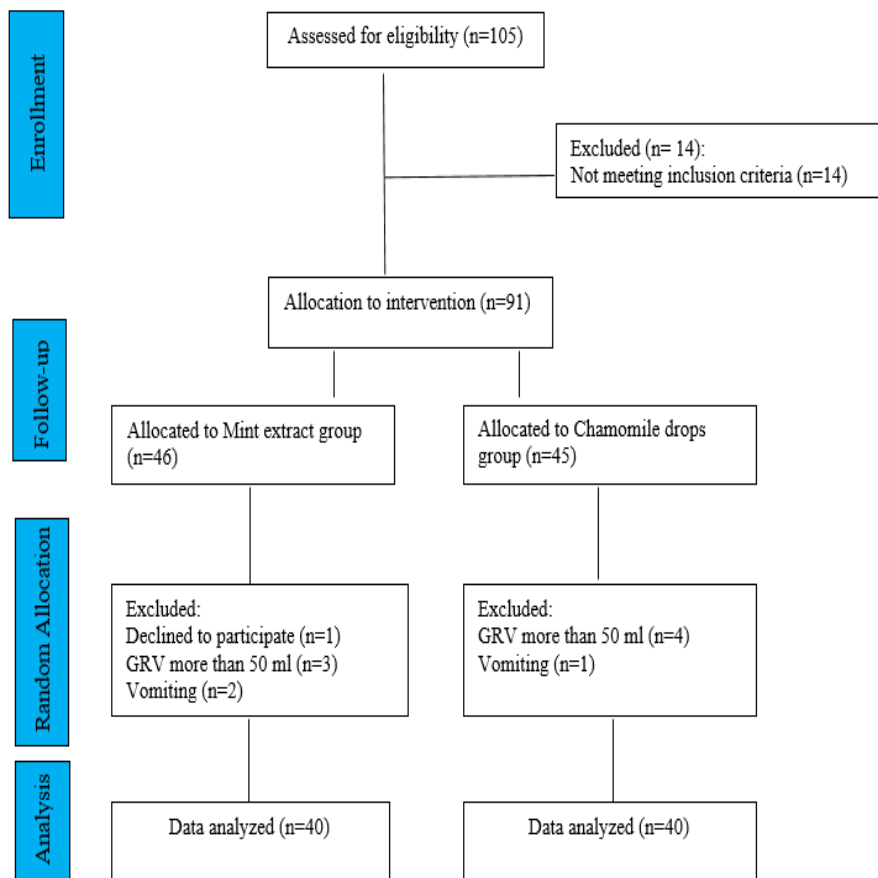 Enrollment
Assessed for eligibility (n=105)
Excluded (n= 14):
Not meeting inclusion criteria (n=14)
Allocation to intervention (n=91)
Follow-up
Allocated to Mint extract group
(n=46)
Allocated to Chamomile drops
group (n=45)
Random Allocation
Excluded:
Declined to participate (n=1)
GRV more than 50 ml (n=3)
Vomiting (n=2)
Excluded:
GRV more than 50 ml (n=4)
Vomiting (n=1)
Analysis
Data analyzed (n=40)
Data analyzed (n=40)